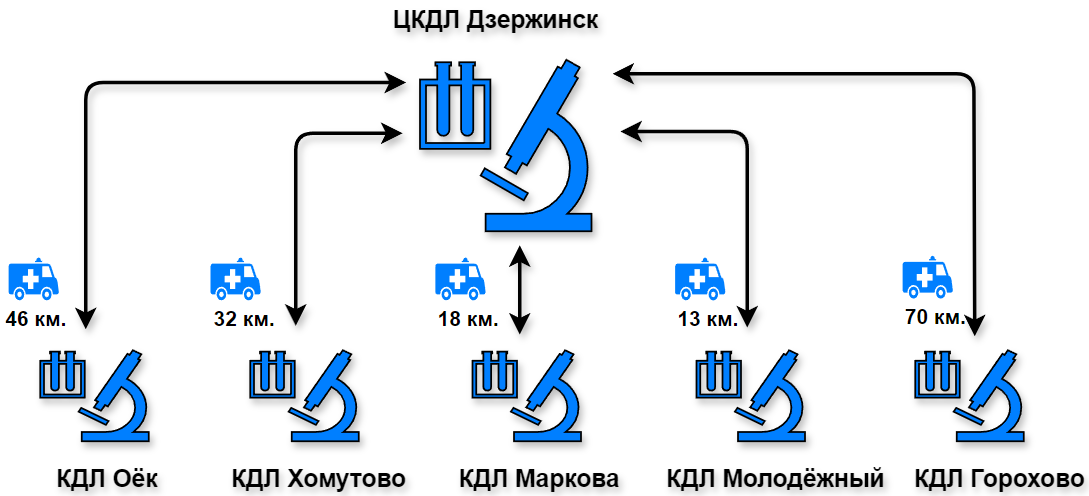 ЦКДЛ Дзержинск
46 км.
32 км.
18 км.
13 км.
70 км.
КДЛ Оёк
КДЛ Хомутово
КДЛ Маркова
КДЛ Молодёжный
КДЛ Горохово